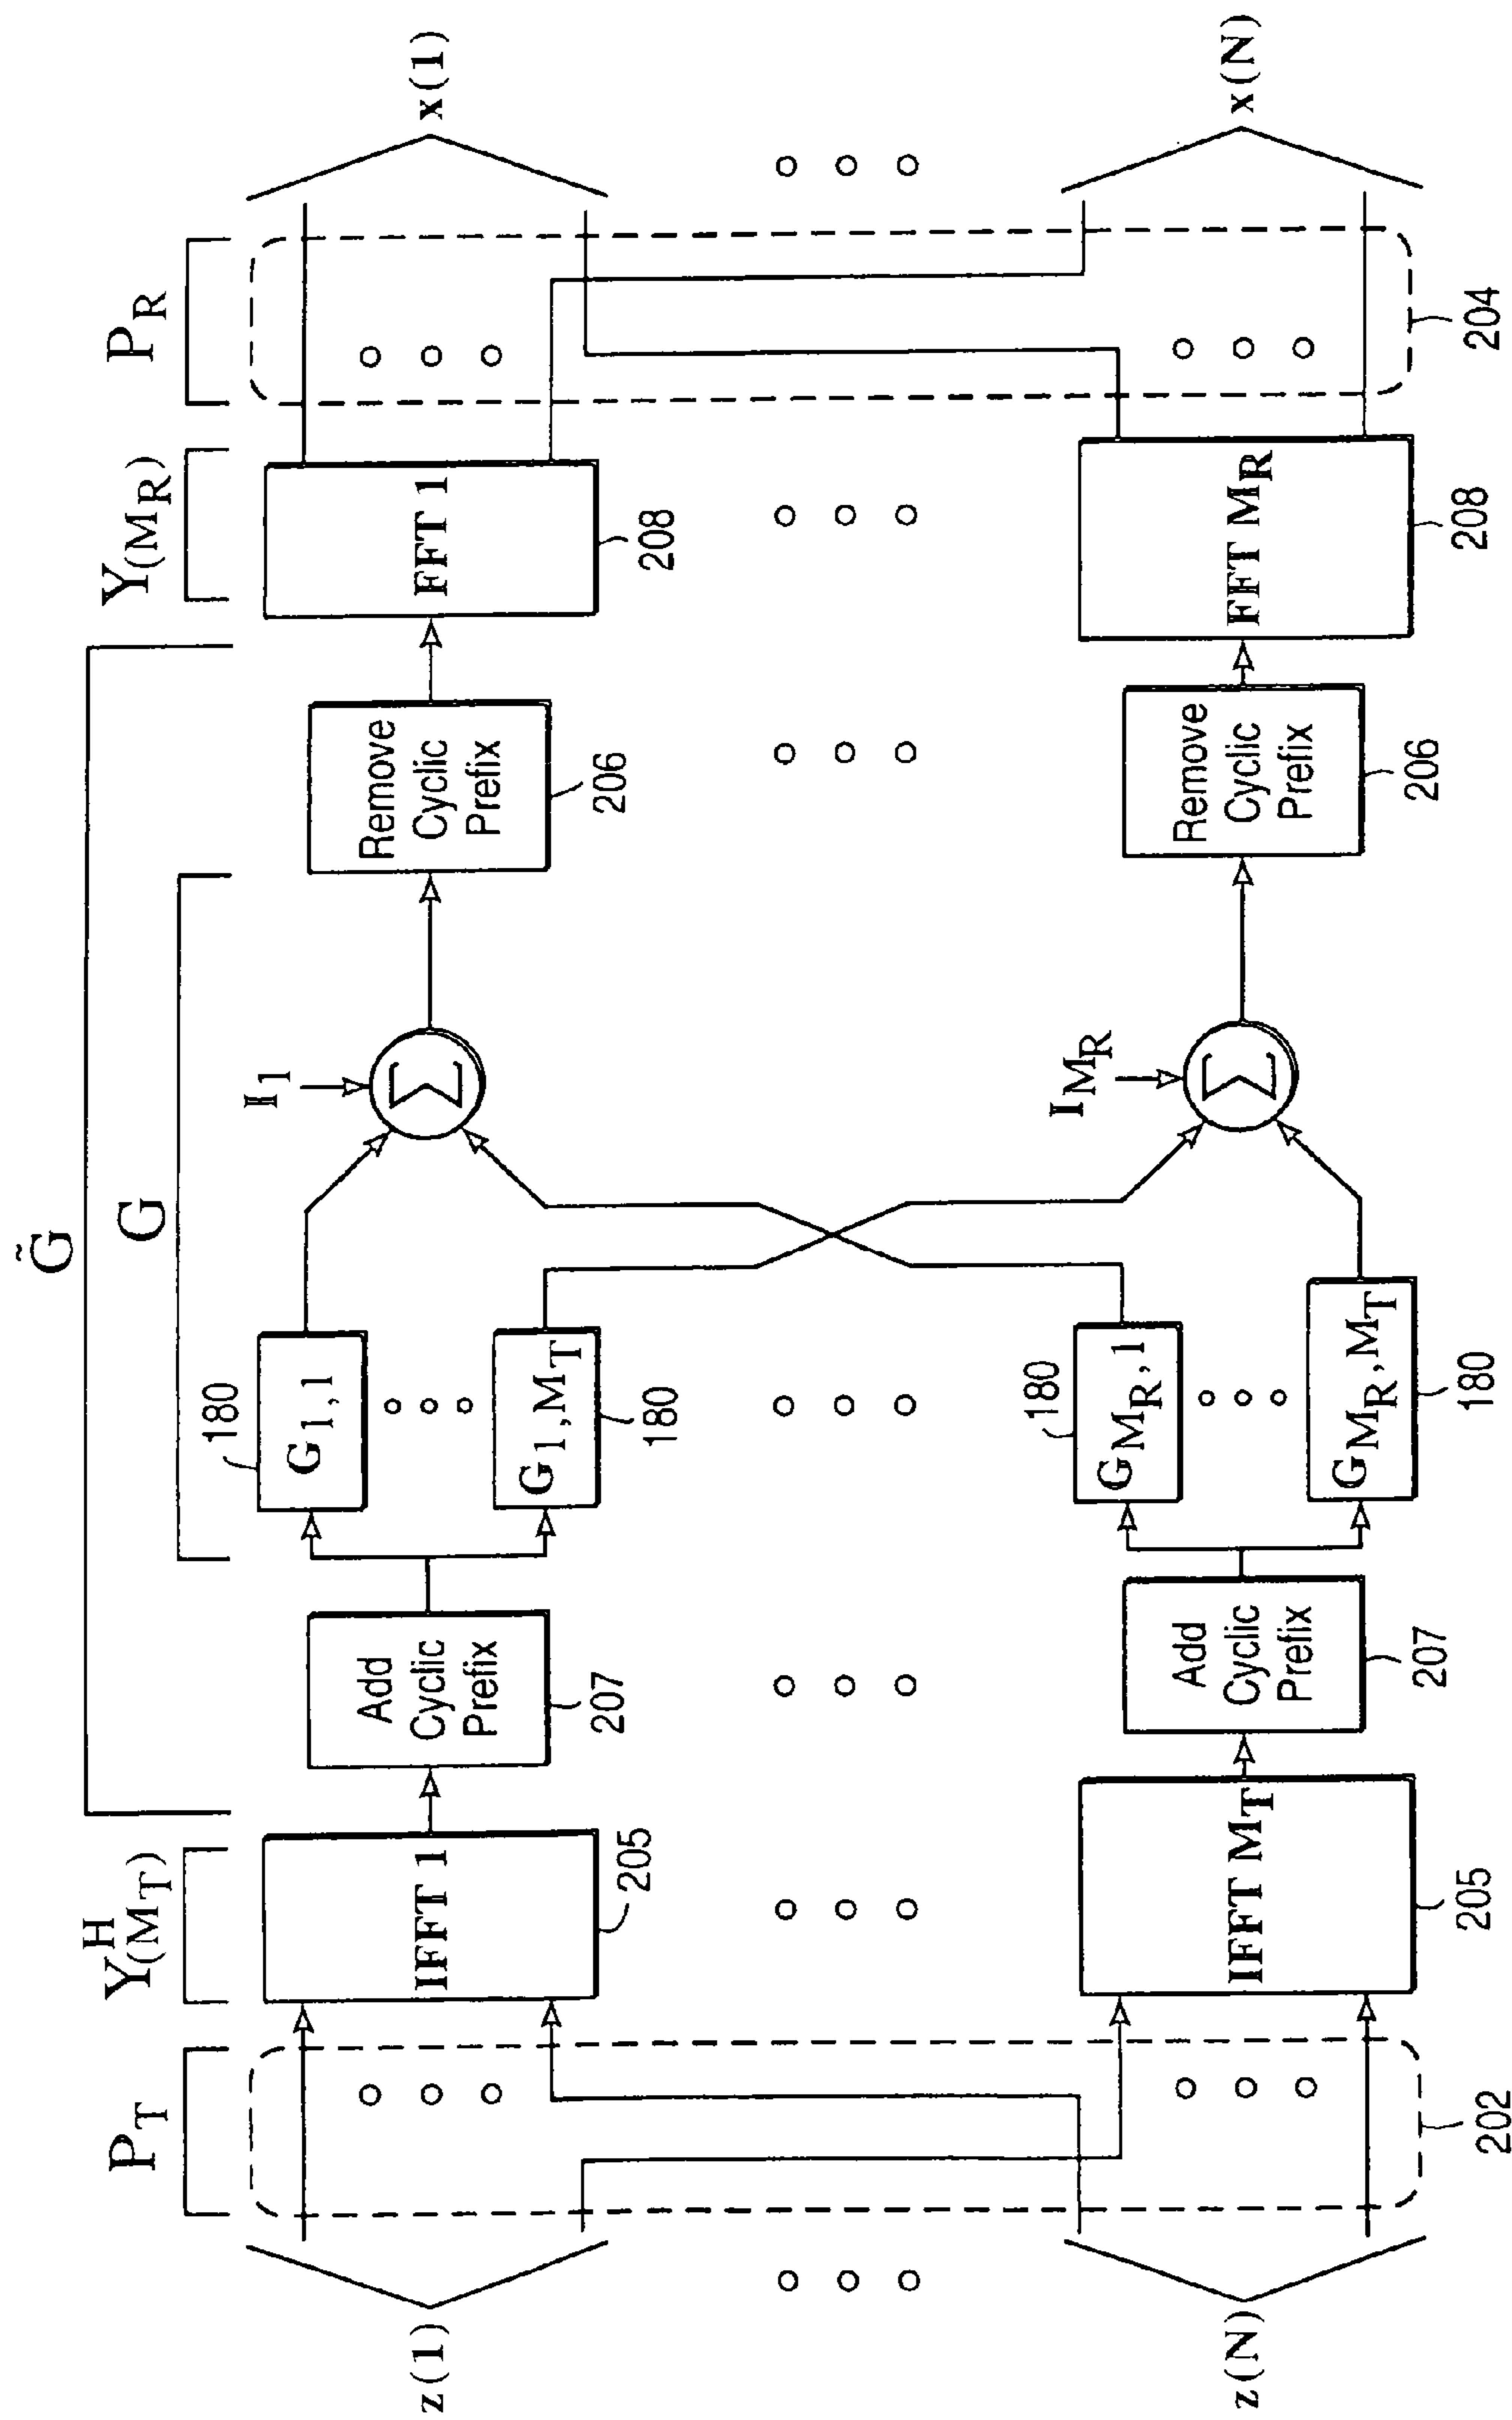 G̃
G
P_T
Y^H_(M_T)
Y_(M_R)
P_R
z(1)
IFFT 1
205
Add
Cyclic
Prefix
207
180
G_1,1
G_1,M_T
180
I_1
Σ
Remove
Cyclic
Prefix
206
FFT 1
208
x(1)
z(N)
202
IFFT M_T
205
Add
Cyclic
Prefix
207
180
G_M_R,1
G_M_R,M_T
180
I_M_R
Σ
Remove
Cyclic
Prefix
206
FFT M_R
208
204
x(N)